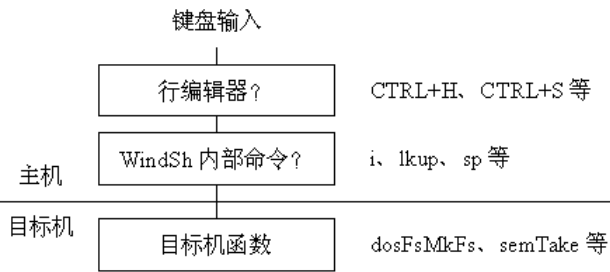 键盘输入
行编辑器？ CTRL+H、CTRL+S 等
WindSh 内部命令？ i、lkup、sp 等
主机
目标机
目标机函数 dosFsMkFs、semTake 等